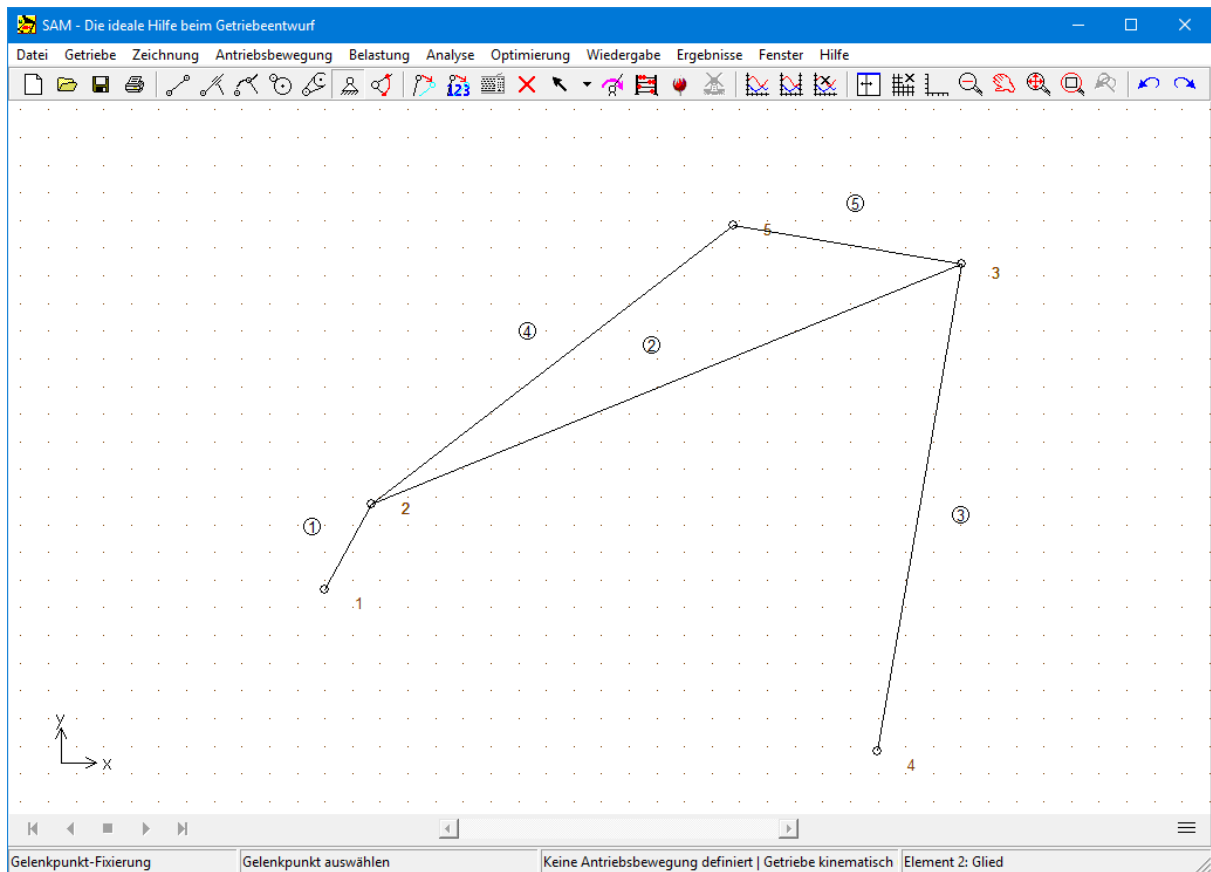 SAM - Die ideale Hilfe beim Getriebeentwurf
Datei Getriebe Zeichnung Antriebsbewegung Belastung Analyse Optimierung Wiedergabe Ergebnisse Fenster Hilfe
123
5
5
3
4
2
2
1
3
1
y
x
4
Gelenkpunkt-Fixierung Gelenkpunkt auswählen Keine Antriebsbewegung definiert | Getriebe kinematisch Element 2: Glied